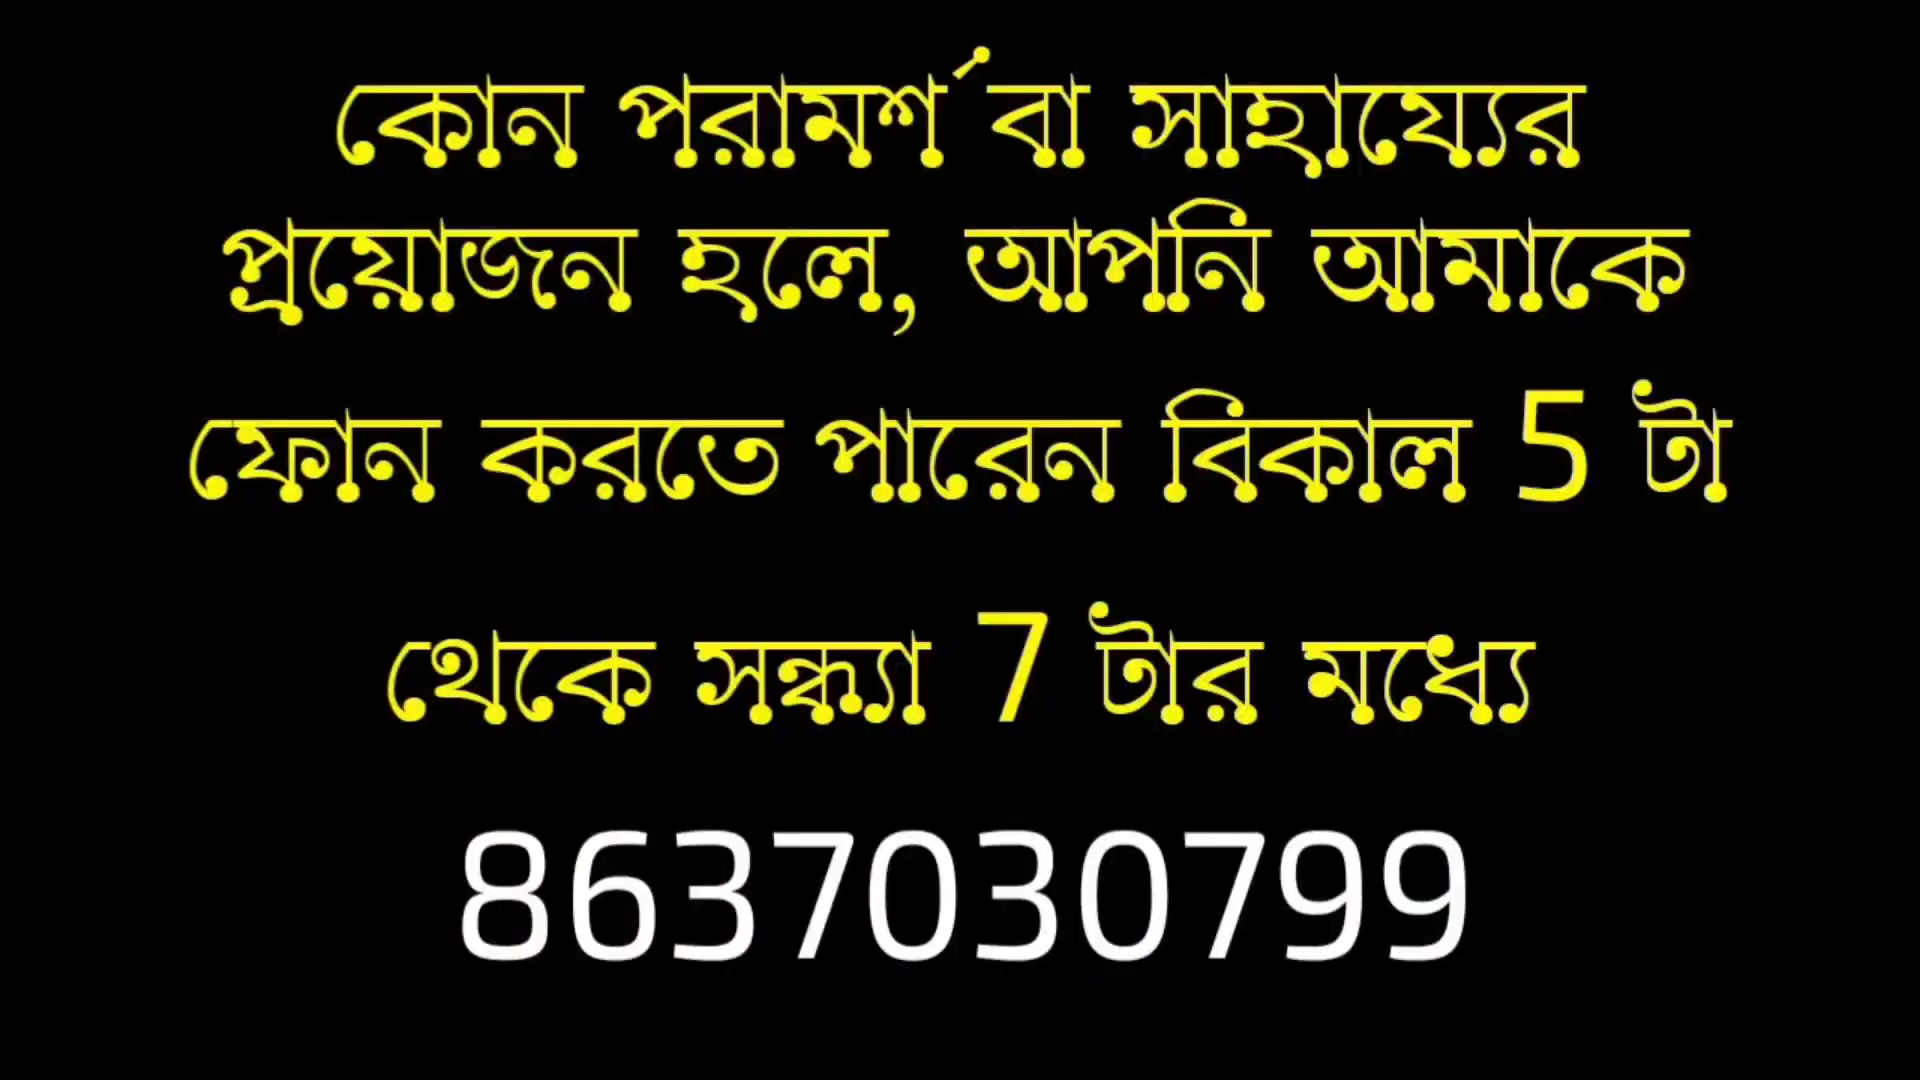 কোন পরামর্শ বা সাহায্যের
প্রয়োজন হলে, আপনি আমাকে
ফোন করতে পারেন বিকাল 5 টা
থেকে সন্ধ্যা 7 টার মধ্যে
8637030799